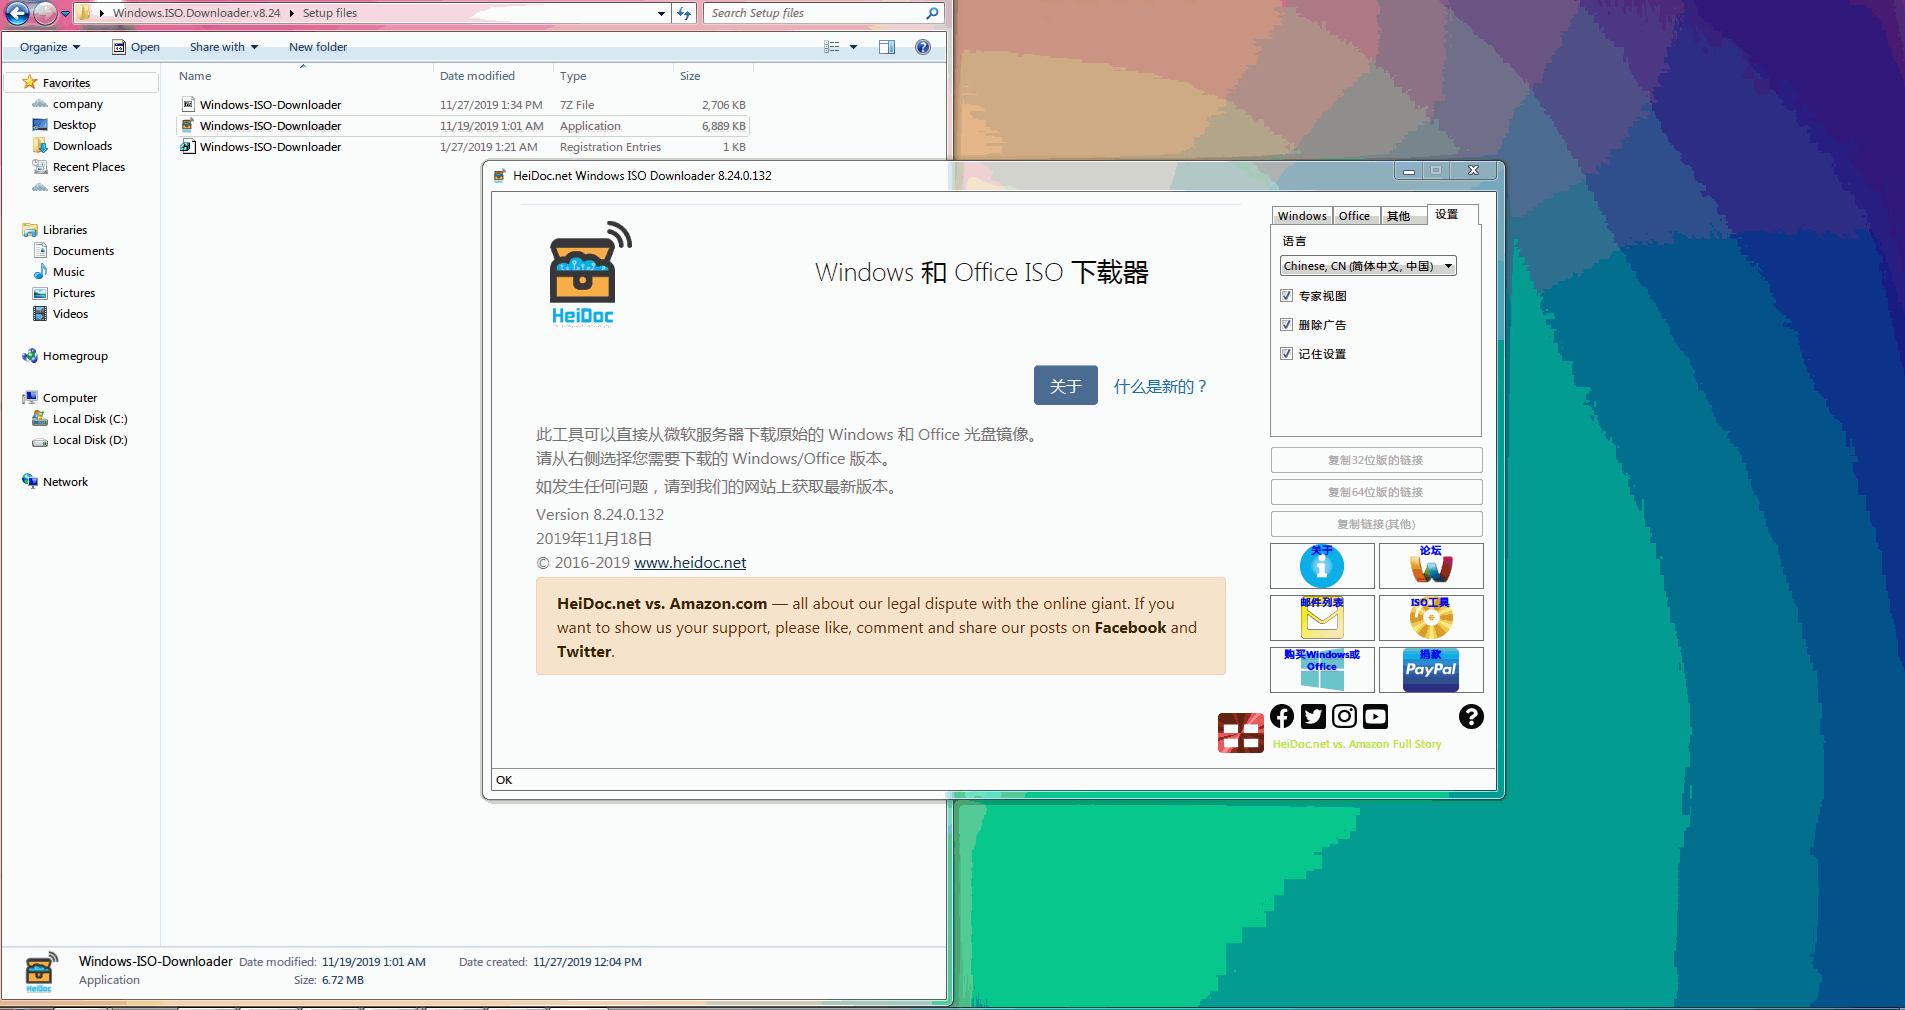 Windows.ISO.Downloader.v8.24 Setup files
Search Setup files
Organize Open Share with New folder
Name Date modified Type Size
Windows-ISO-Downloader 11/27/2019 1:34 PM 7Z File 2,706 KB
Windows-ISO-Downloader 11/19/2019 1:01 AM Application 6,889 KB
Windows-ISO-Downloader 1/27/2019 1:21 AM Registration Entries 1 KB
Favorites
company
Desktop
Downloads
Recent Places
servers
Libraries
Documents
Music
Pictures
Videos
Homegroup
Computer
Local Disk (C:)
Local Disk (D:)
Network
HeiDoc.net Windows ISO Downloader 8.24.0.132
HeiDoc
Windows 和 Office ISO 下载器
关于 什么是新的？
此工具可以直接从微软服务器下载原始的 Windows 和 Office 光盘镜像。
请从右侧选择您需要下载的 Windows/Office 版本。
如发生任何问题，请到我们的网站上获取最新版本。
Version 8.24.0.132
2019年11月18日
© 2016-2019 www.heidoc.net
HeiDoc.net vs. Amazon.com — all about our legal dispute with the online giant. If you
want to show us your support, please like, comment and share our posts on Facebook and
Twitter.
Windows Office 其他 设置
语言
Chinese, CN (简体中文, 中国)
专家视图
删除广告
记住设置
复制32位版的链接
复制64位版的链接
复制链接(其他)
关于 论坛
邮件列表 ISO工具
购买Windows或
Office
捐款
PayPal
HeiDoc.net vs. Amazon Full Story
OK
Windows-ISO-Downloader Date modified: 11/19/2019 1:01 AM Date created: 11/27/2019 12:04 PM
Application Size: 6.72 MB
HeiDoc